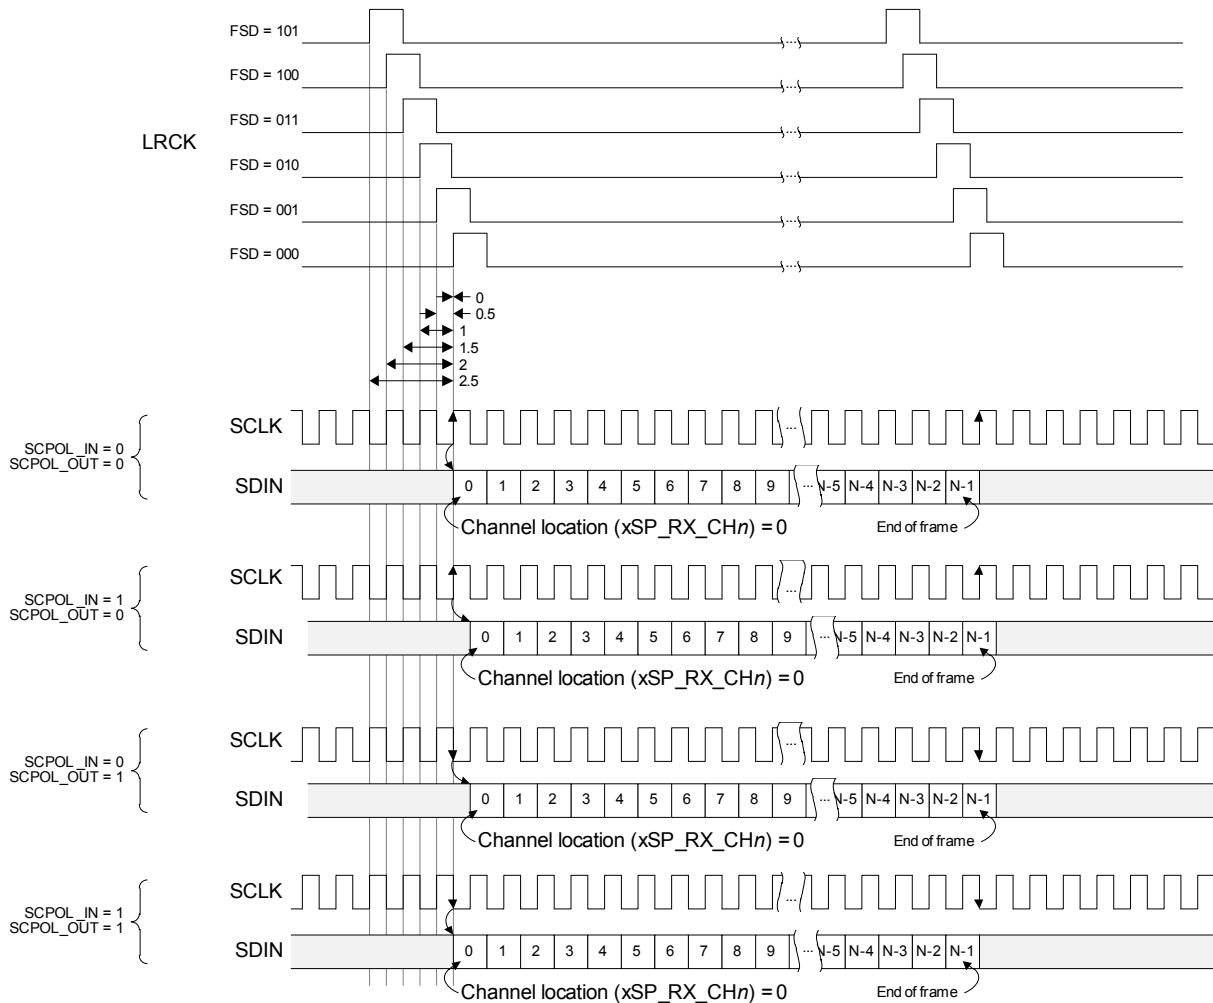 FSD = 101
FSD = 100
FSD = 011
LRCK
FSD = 010
FSD = 001
FSD = 000
0
0.5
1
1.5
2
2.5
SCPOL_IN = 0
SCPOL_OUT = 0
SCLK ...
SDIN 0 1 2 3 4 5 6 7 8 9 ... N-5 N-4 N-3 N-2 N-1
Channel location (xSP_RX_CHn) = 0 End of frame
SCPOL_IN = 1
SCPOL_OUT = 0
SCLK ...
SDIN 0 1 2 3 4 5 6 7 8 9 ... N-5 N-4 N-3 N-2 N-1
Channel location (xSP_RX_CHn) = 0 End of frame
SCPOL_IN = 0
SCPOL_OUT = 1
SCLK ...
SDIN 0 1 2 3 4 5 6 7 8 9 ... N-5 N-4 N-3 N-2 N-1
Channel location (xSP_RX_CHn) = 0 End of frame
SCPOL_IN = 1
SCPOL_OUT = 1
SCLK ...
SDIN 0 1 2 3 4 5 6 7 8 9 ... N-5 N-4 N-3 N-2 N-1
Channel location (xSP_RX_CHn) = 0 End of frame